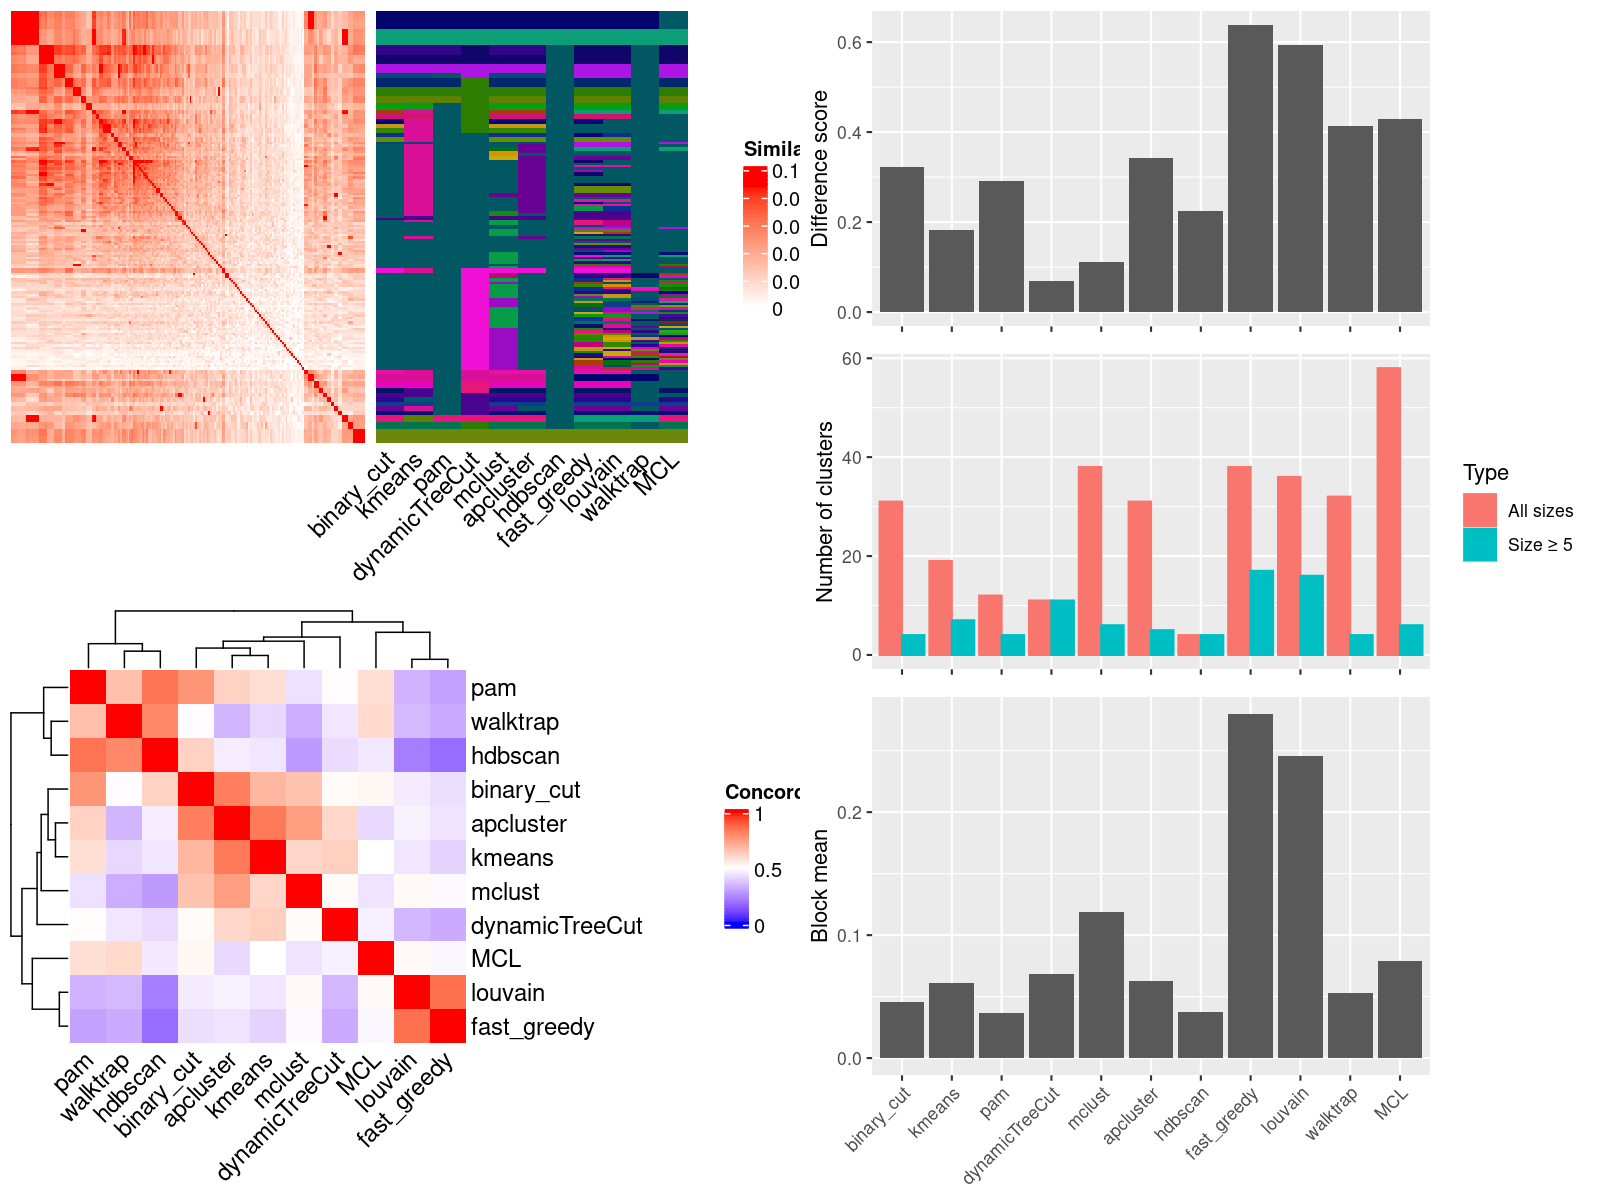 Simila
0.1
0.0
0.0
0.0
0
binary_cut
kmeans
pam
dynamicTreeCut
mclust
apcluster
hdbscan
fast_greedy
louvain
walktrap
MCL
pam
walktrap
hdbscan
binary_cut
apcluster
kmeans
mclust
dynamicTreeCut
MCL
louvain
fast_greedy
pam
walktrap
hdbscan
binary_cut
apcluster
kmeans
mclust
dynamicTreeCut
MCL
louvain
fast_greedy
Concord
1
0.5
0
Difference score
0.6
0.4
0.2
0.0
Number of clusters
60
40
20
0
Type
All sizes
Size ≥ 5
Block mean
0.2
0.1
0.0
binary_cut
kmeans
pam
dynamicTreeCut
mclust
apcluster
hdbscan
fast_greedy
louvain
walktrap
MCL